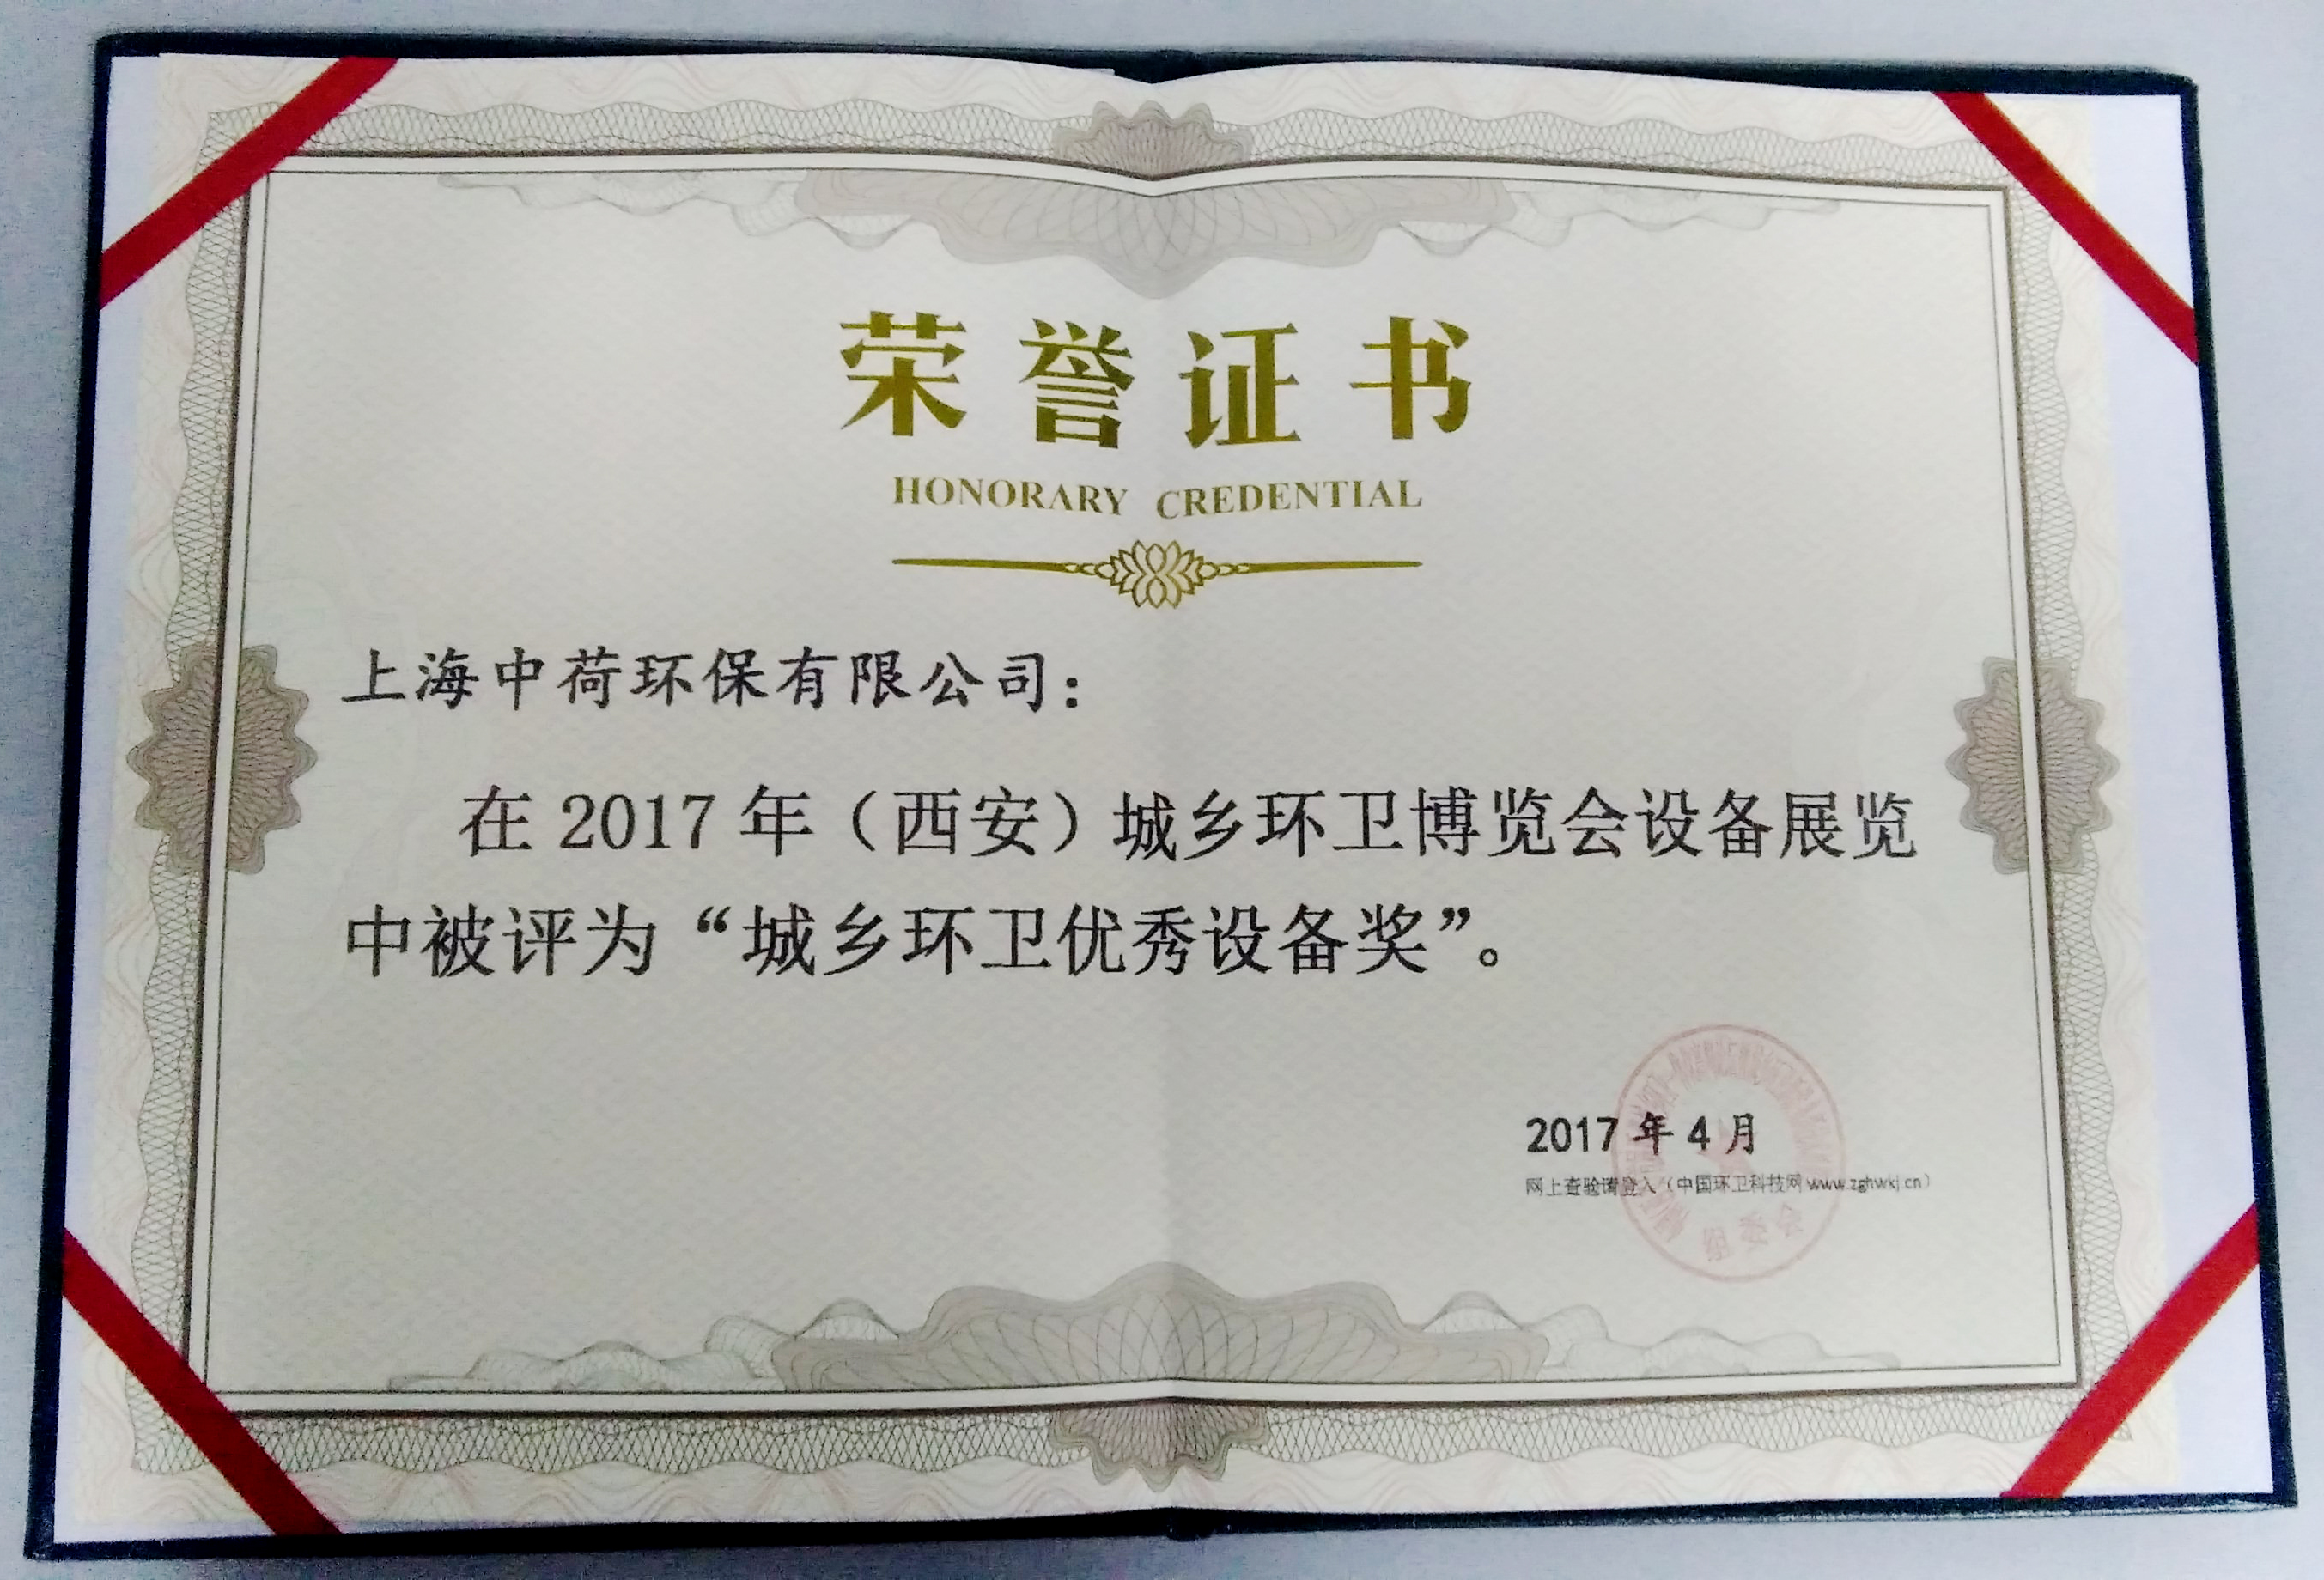 荣誉证书
HONORARY CREDENTIAL
上海中荷环保有限公司：
在 2017 年（西安）城乡环卫博览会设备展览
中被评为“城乡环卫优秀设备奖”。
2017 年 4 月
网上查验请登入（中国环卫科技网 www.zghwkj.cn）
组委会